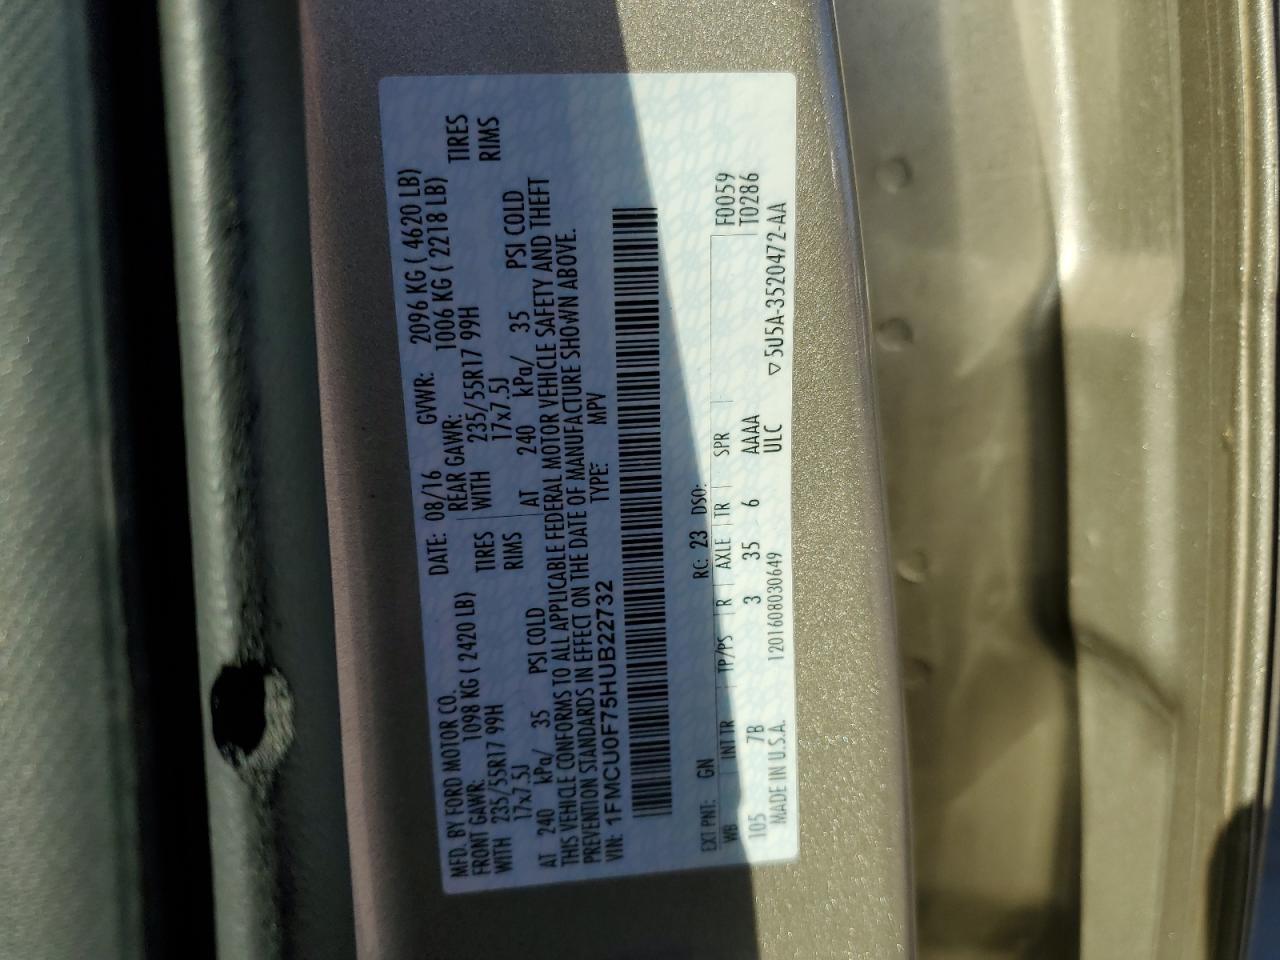 MFD. BY FORD MOTOR CO. DATE: 08/16 GVWR: 2096 KG ( 4620 LB)
FRONT GAWR: 1098 KG ( 2420 LB) REAR GAWR: 1006 KG ( 2218 LB)
WITH 235/55R17 99H TIRES WITH 235/55R17 99H TIRES
17x7.5J RIMS 17x7.5J RIMS
AT 240 kPa/ 35 PSI COLD AT 240 kPa/ 35 PSI COLD
THIS VEHICLE CONFORMS TO ALL APPLICABLE FEDERAL MOTOR VEHICLE SAFETY AND THEFT
PREVENTION STANDARDS IN EFFECT ON THE DATE OF MANUFACTURE SHOWN ABOVE.
VIN: 1FMCU0F75HUB22732 TYPE: MPV
EXT PNT: GN RC: 23 DSO: F0059
WB INT TR TP/PS R AXLE TR SPR T0286
105 7B 3 35 6 AAAA
MADE IN U.S.A. 1201608030649 ULC ▽5U5A-3520472-AA